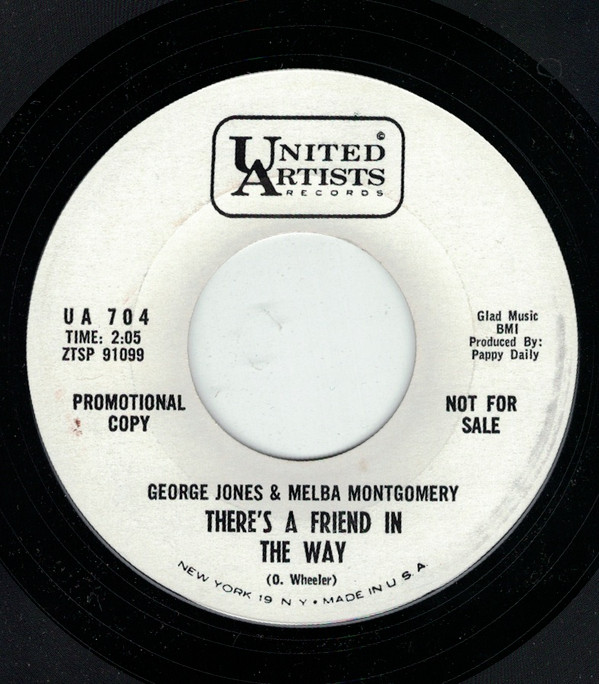 UNITED ©
ARTISTS
RECORDS
UA 704
TIME: 2:05
ZTSP 91099
Glad Music
BMI
Produced By:
Pappy Daily
PROMOTIONAL
COPY
NOT FOR
SALE
GEORGE JONES & MELBA MONTGOMERY
THERE'S A FRIEND IN
THE WAY
(O. Wheeler)
NEW YORK 19 N Y • MADE IN U S A